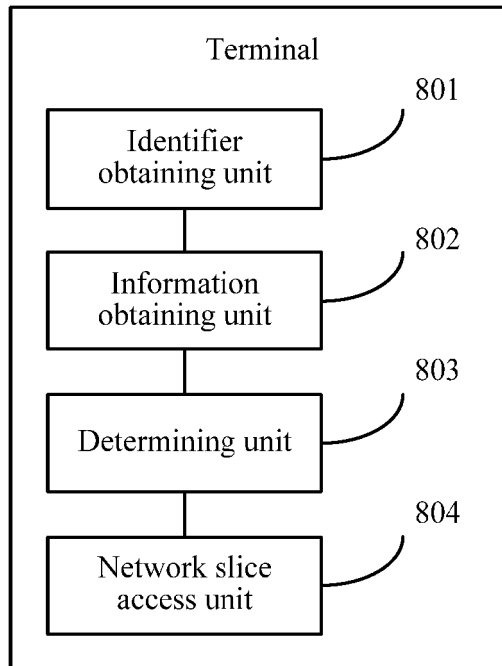 Terminal
801
Identifier
obtaining unit
802
Information
obtaining unit
803
Determining unit
804
Network slice
access unit